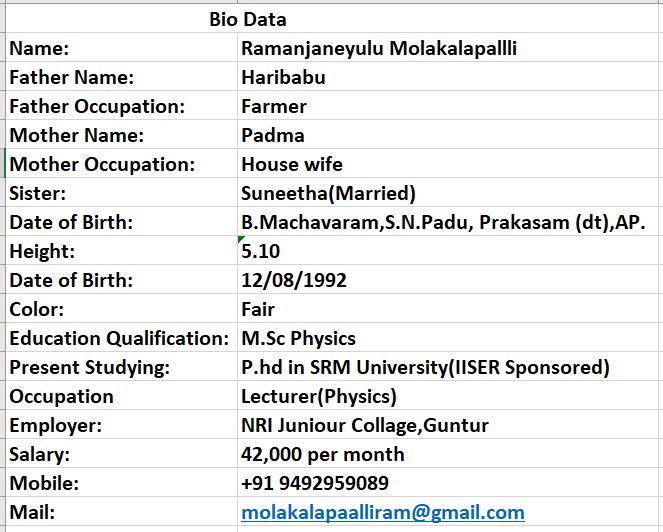 Bio Data
Name: Ramanjaneyulu Molakalapallli
Father Name: Haribabu
Father Occupation: Farmer
Mother Name: Padma
Mother Occupation: House wife
Sister: Suneetha(Married)
Date of Birth: B.Machavaram,S.N.Padu, Prakasam (dt),AP.
Height: 5.10
Date of Birth: 12/08/1992
Color: Fair
Education Qualification: M.Sc Physics
Present Studying: P.hd in SRM University(IISER Sponsored)
Occupation Lecturer(Physics)
Employer: NRI Juniour Collage,Guntur
Salary: 42,000 per month
Mobile: +91 9492959089
Mail: molakalapaalliram@gmail.com